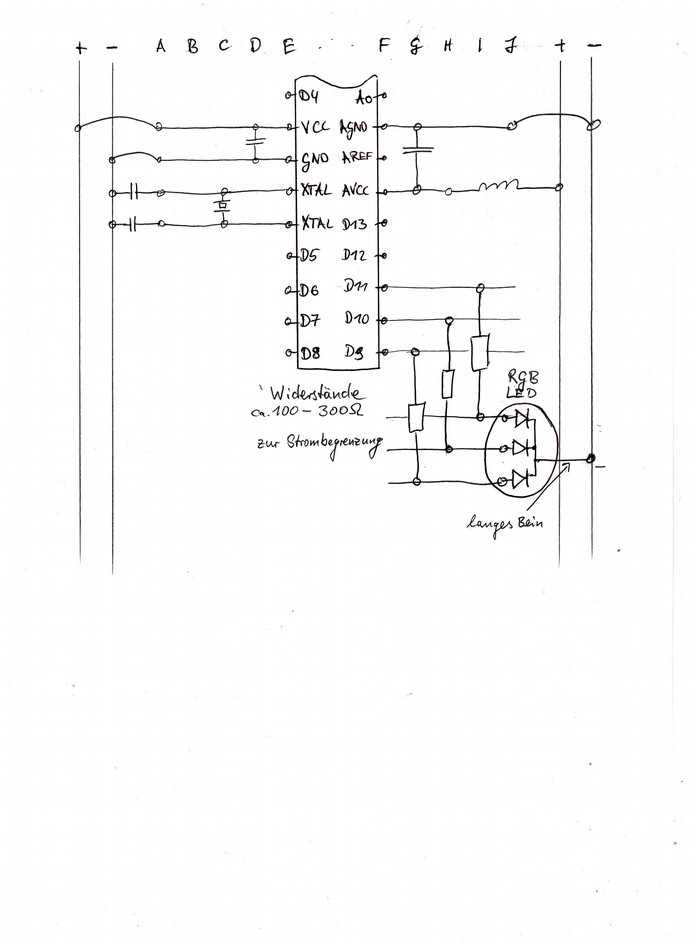 + - A B C D E . . . F G H I J + -
D4 A0
VCC AGND
GND AREF
XTAL AVCC
XTAL D13
D5 D12
D6 D11
D7 D10
D8 D9
RGB
LED
Widerstände
ca. 100 - 300Ω
zur Strombegrenzung
langes Bein
-